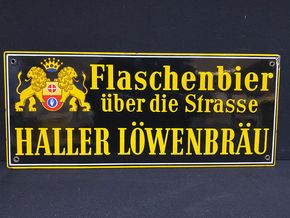 Flaschenbier
über die Strasse
HALLER LÖWENBRÄU